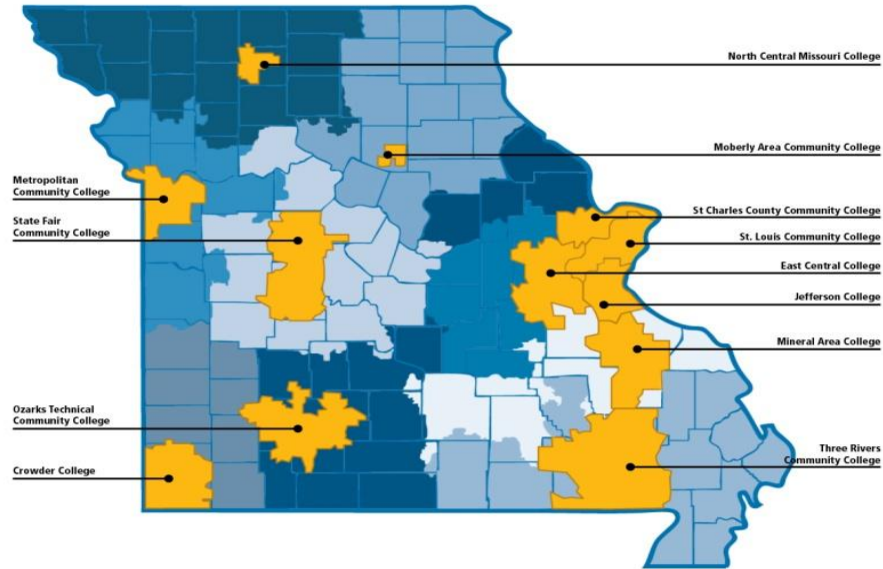 North Central Missouri College
Moberly Area Community College
Metropolitan
Community College
State Fair
Community College
St Charles County Community College
St. Louis Community College
East Central College
Jefferson College
Mineral Area College
Ozarks Technical
Community College
Crowder College
Three Rivers
Community College